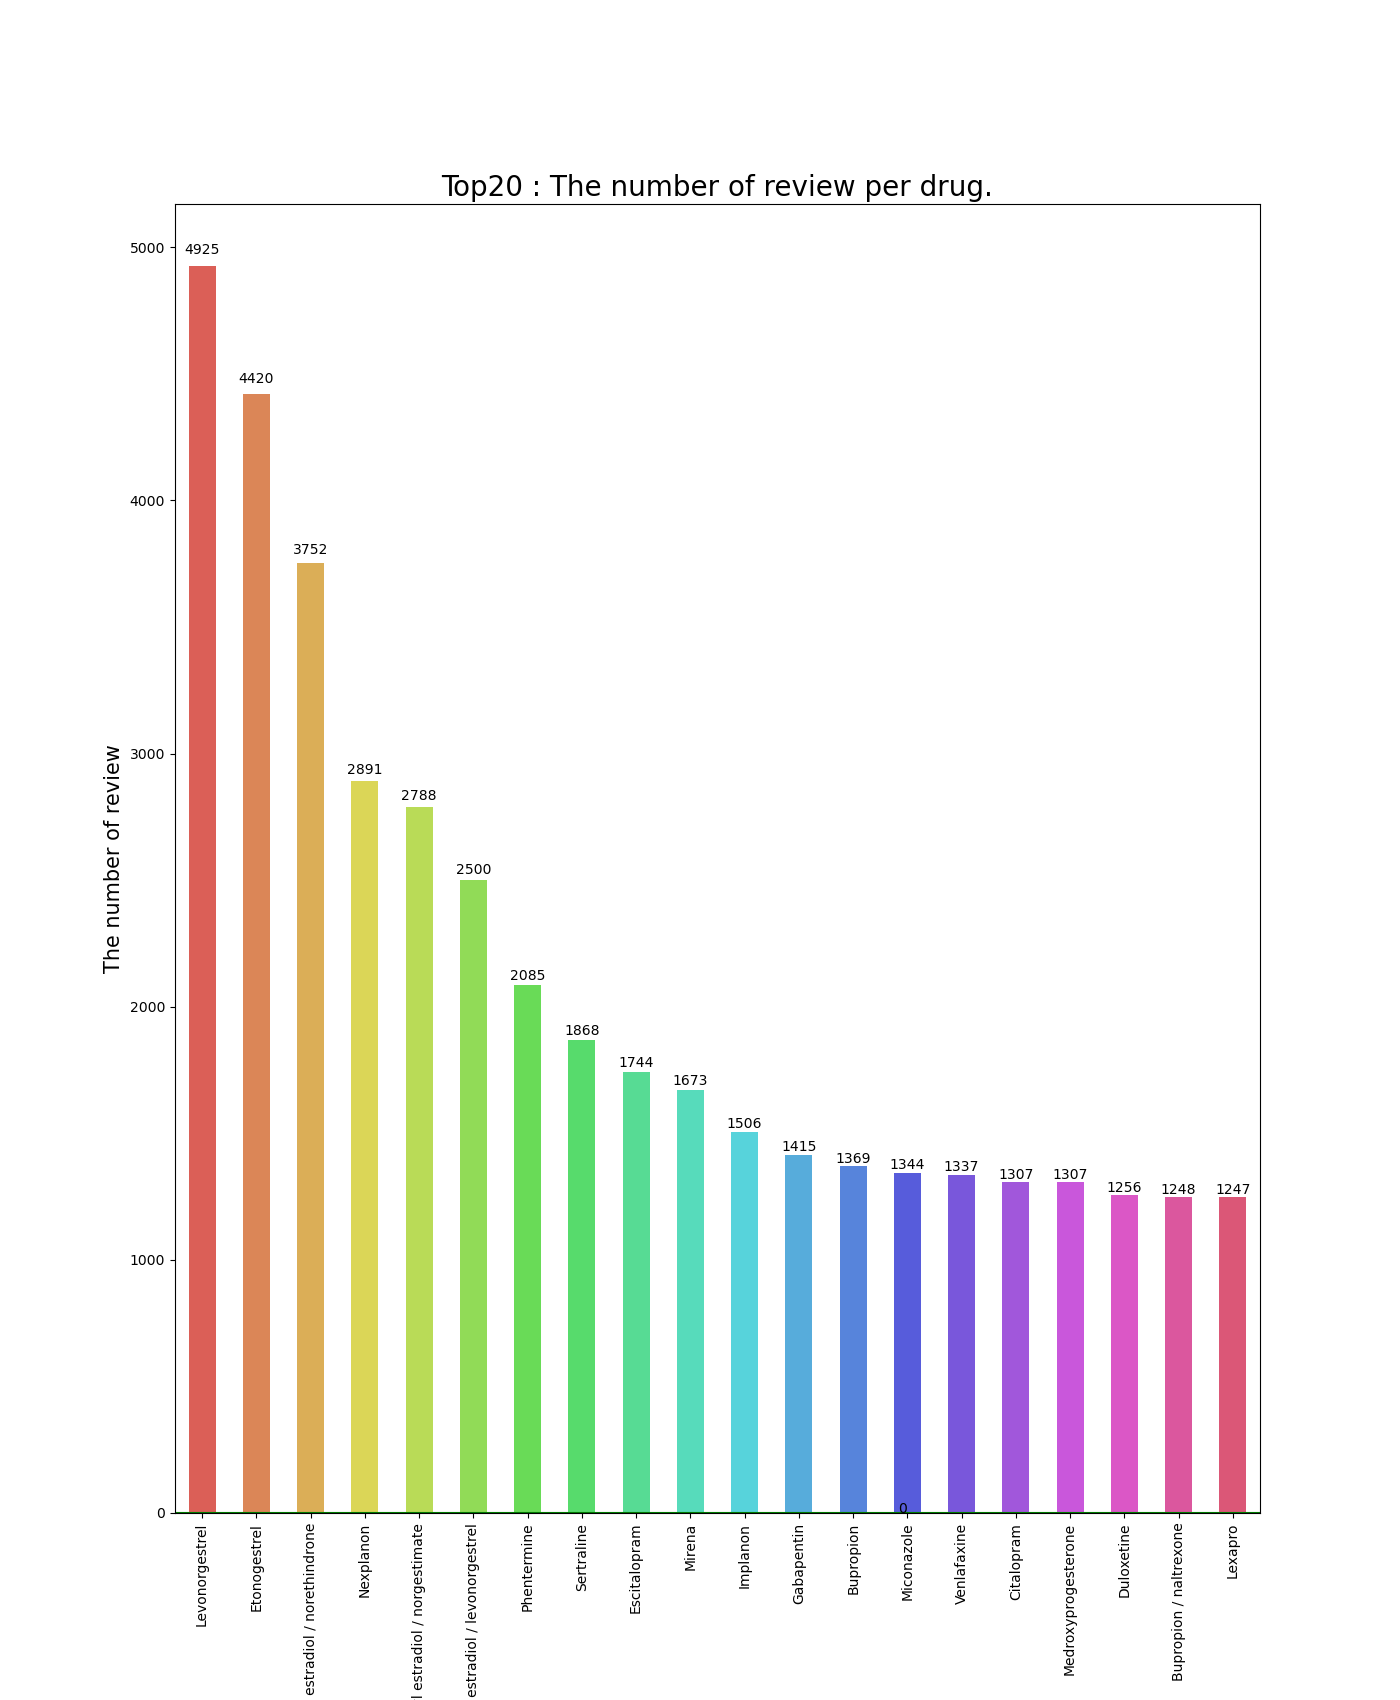 Top20 : The number of review per drug.
The number of review
5000
4000
3000
2000
1000
0
4925
4420
3752
2891
2788
2500
2085
1868
1744
1673
1506
1415
1369
1344
1337
1307
1307
1256
1248
1247
0
Levonorgestrel
Etonogestrel
estradiol / norethindrone
Nexplanon
l estradiol / norgestimate
estradiol / levonorgestrel
Phentermine
Sertraline
Escitalopram
Mirena
Implanon
Gabapentin
Bupropion
Miconazole
Venlafaxine
Citalopram
Medroxyprogesterone
Duloxetine
Bupropion / naltrexone
Lexapro